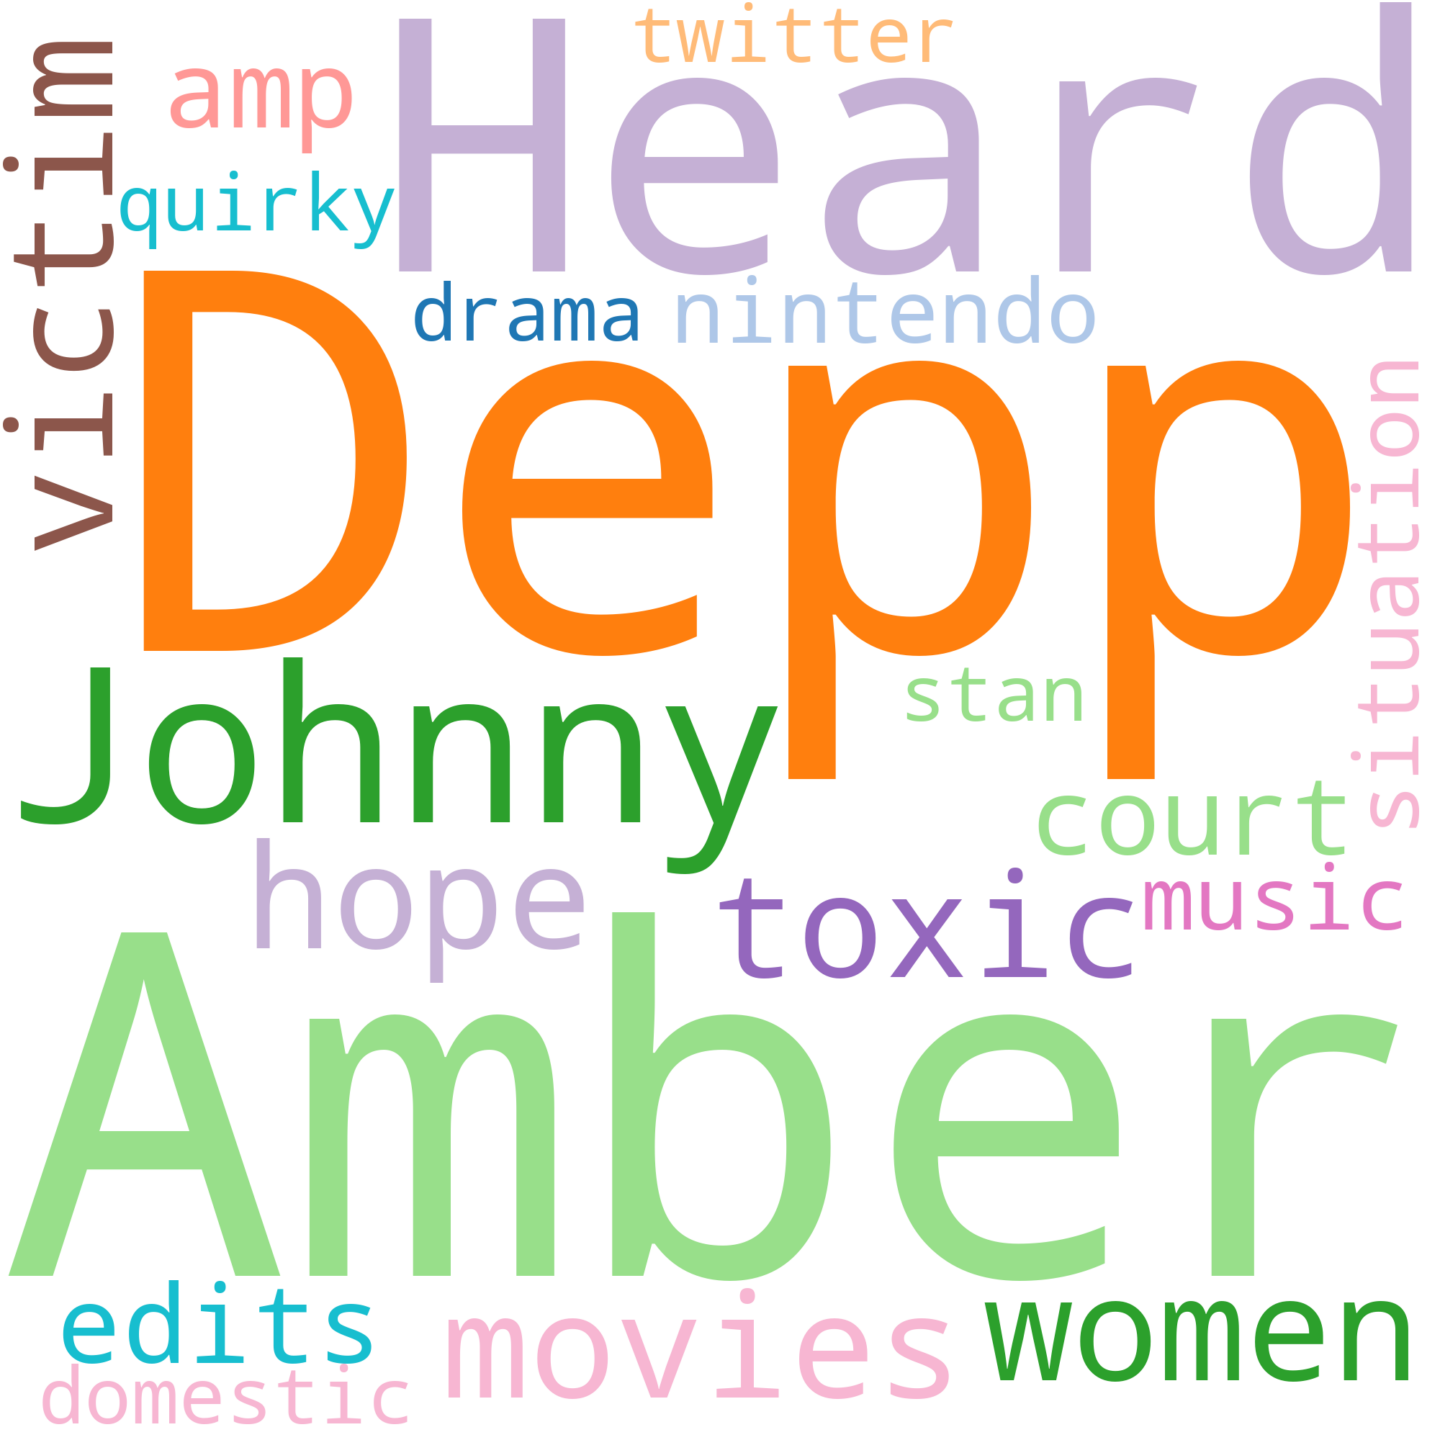 twitter
Heard
amp
victim
quirky
drama
nintendo
Depp
situation
Johnny
stan
court
hope
toxic
music
Amber
edits
movies
women
domestic